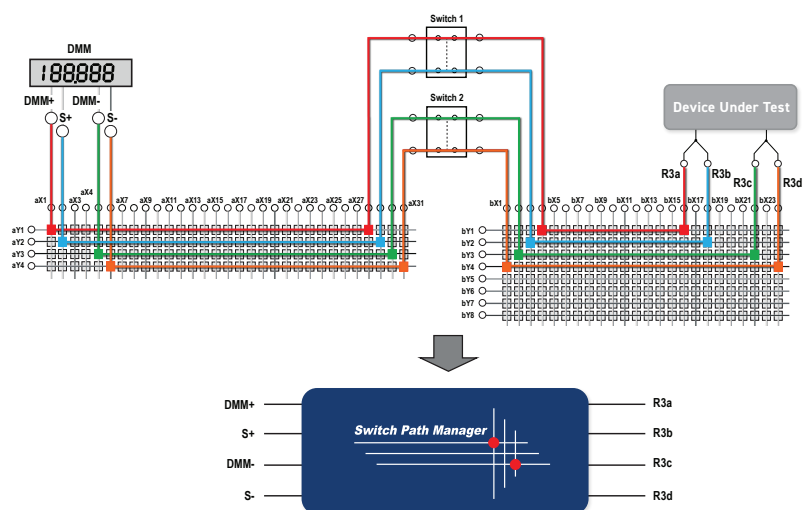 Switch 1
DMM
188.888
DMM+
DMM-
S+
S-
Switch 2
Device Under Test
R3a
R3b
R3c
R3d
aX1
aX3
aX4
aX7
aX9
aX11
aX13
aX15
aX17
aX19
aX21
aX23
aX25
aX27
aX31
bX1
bX5
bX7
bX9
bX11
bX13
bX15
bX17
bX19
bX21
bX23
aY1
aY2
aY3
aY4
bY1
bY2
bY3
bY4
bY5
bY6
bY7
bY8
DMM+
S+
DMM-
S-
Switch Path Manager
R3a
R3b
R3c
R3d